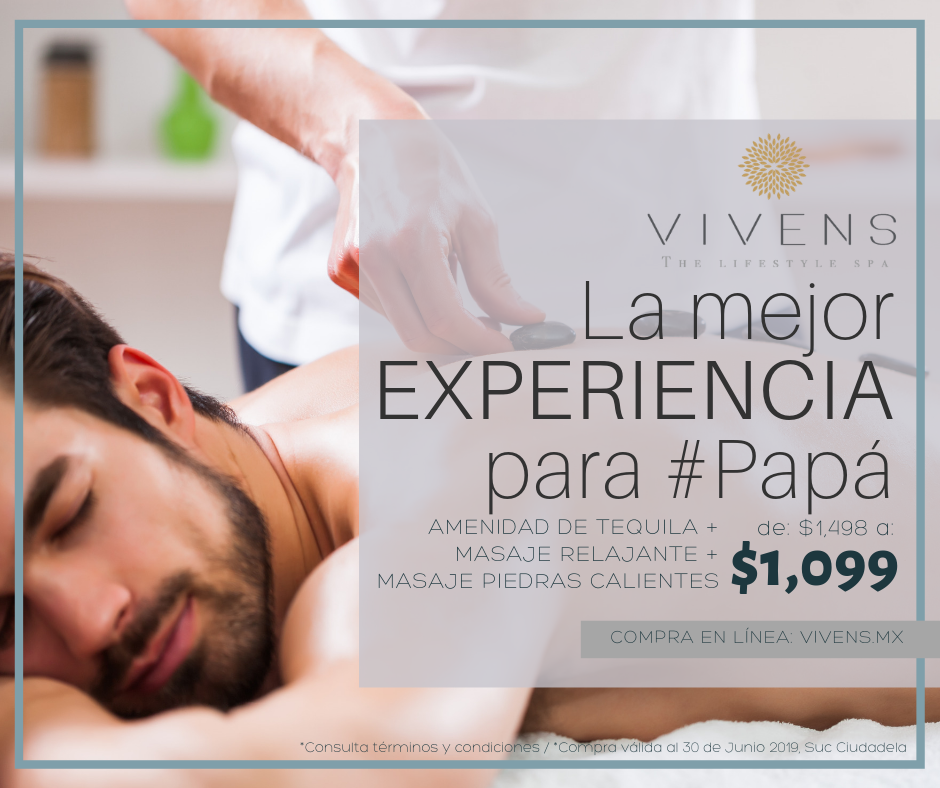 VIVENS
THE LIFESTYLE SPA
La mejor
EXPERIENCIA
para #Papá
AMENIDAD DE TEQUILA +
MASAJE RELAJANTE +
MASAJE PIEDRAS CALIENTES
de: $1,498 a:
$1,099
COMPRA EN LÍNEA: VIVENS.MX
*Consulta términos y condiciones / *Compra válida al 30 de Junio 2019, Suc Ciudadela